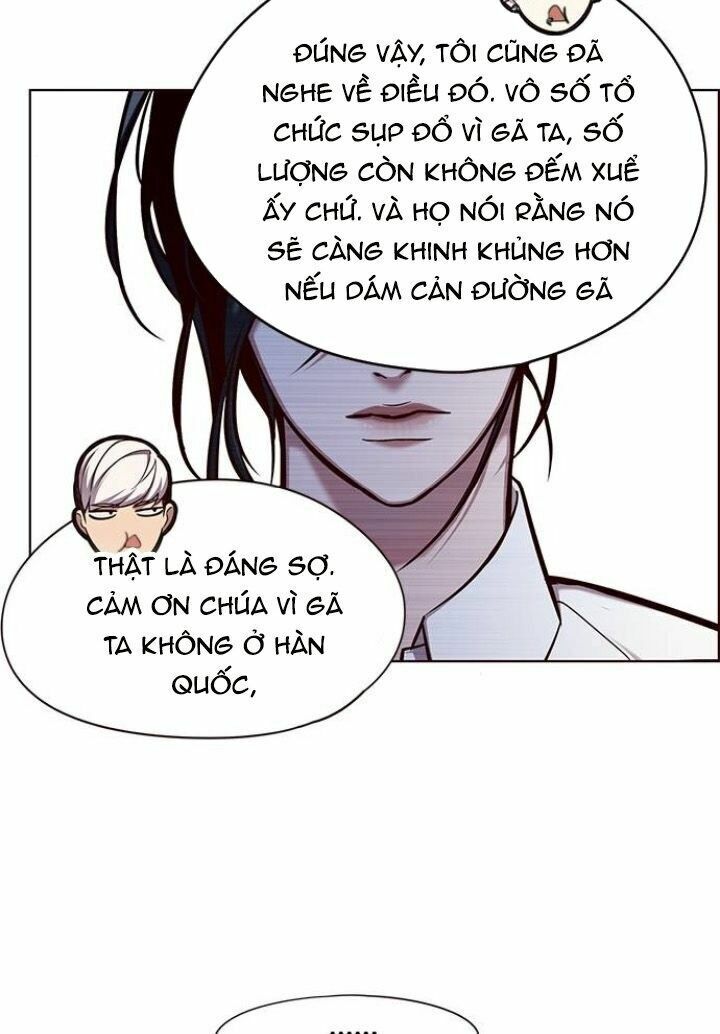 ĐÚNG VẬY, TÔI CŨNG ĐÃ
NGHE VỀ ĐIỀU ĐÓ. VÔ SỐ TỔ
CHỨC SỤP ĐỔ VÌ GÃ TA, SỐ
LƯỢNG CÒN KHÔNG ĐẾM XUỂ
ẤY CHỨ. VÀ HỌ NÓI RẰNG NÓ
SẼ CÀNG KHINH KHỦNG HƠN
NẾU DÁM CẢN ĐƯỜNG GÃ
THẬT LÀ ĐÁNG SỢ.
CẢM ƠN CHÚA VÌ GÃ
TA KHÔNG Ở HÀN
QUỐC,
......